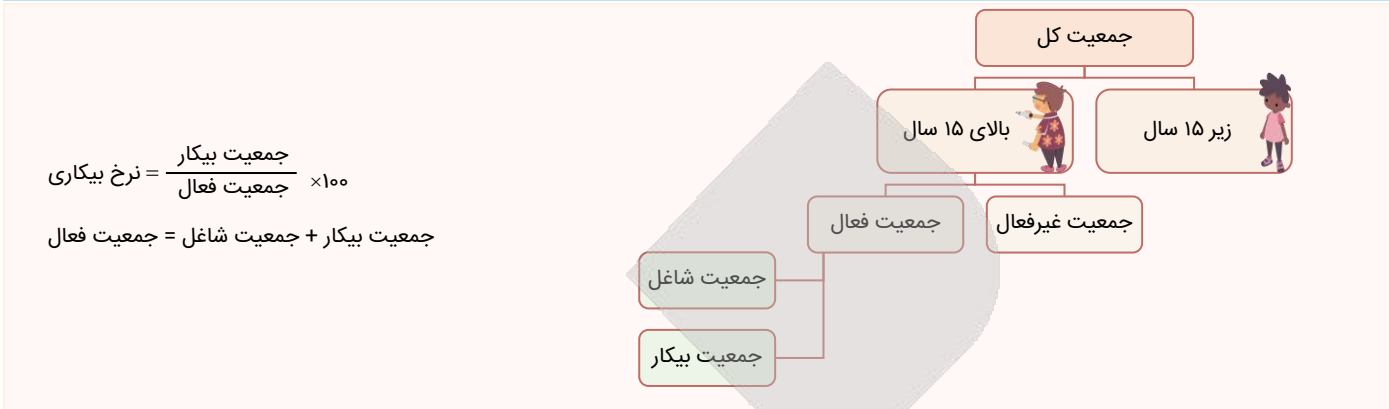 جمعیت کل
زیر ۱۵ سال
بالای ۱۵ سال
جمعیت غیرفعال
جمعیت فعال
جمعیت شاغل
جمعیت بیکار
نرخ بیکاری = جمعیت بیکار / جمعیت فعال ×۱۰۰
جمعیت فعال = جمعیت شاغل + جمعیت بیکار